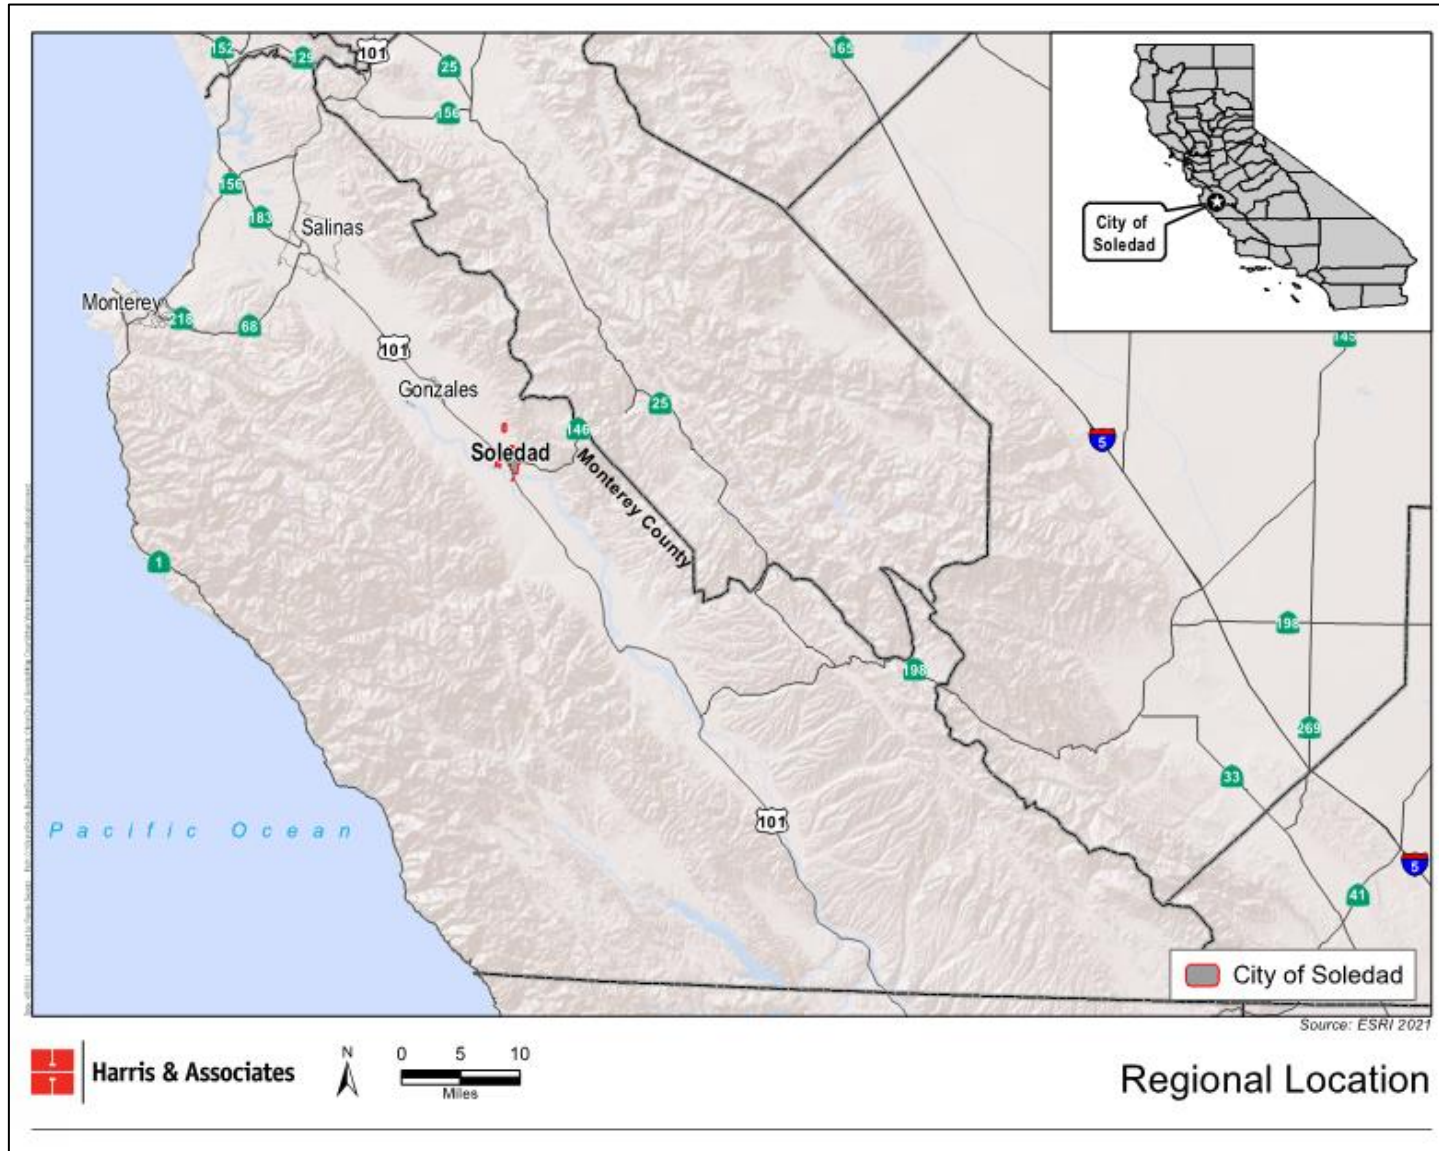 152
129
101
25
165
156
City of
Soledad
156
183
Salinas
Monterey
218
68
145
101
Gonzales
25
146
5
Soledad
Monterey County
1
198
198
269
33
Pacific Ocean
101
5
41
City of Soledad
Source: ESRI 2021
Harris & Associates
N
0 5 10
Miles
Regional Location